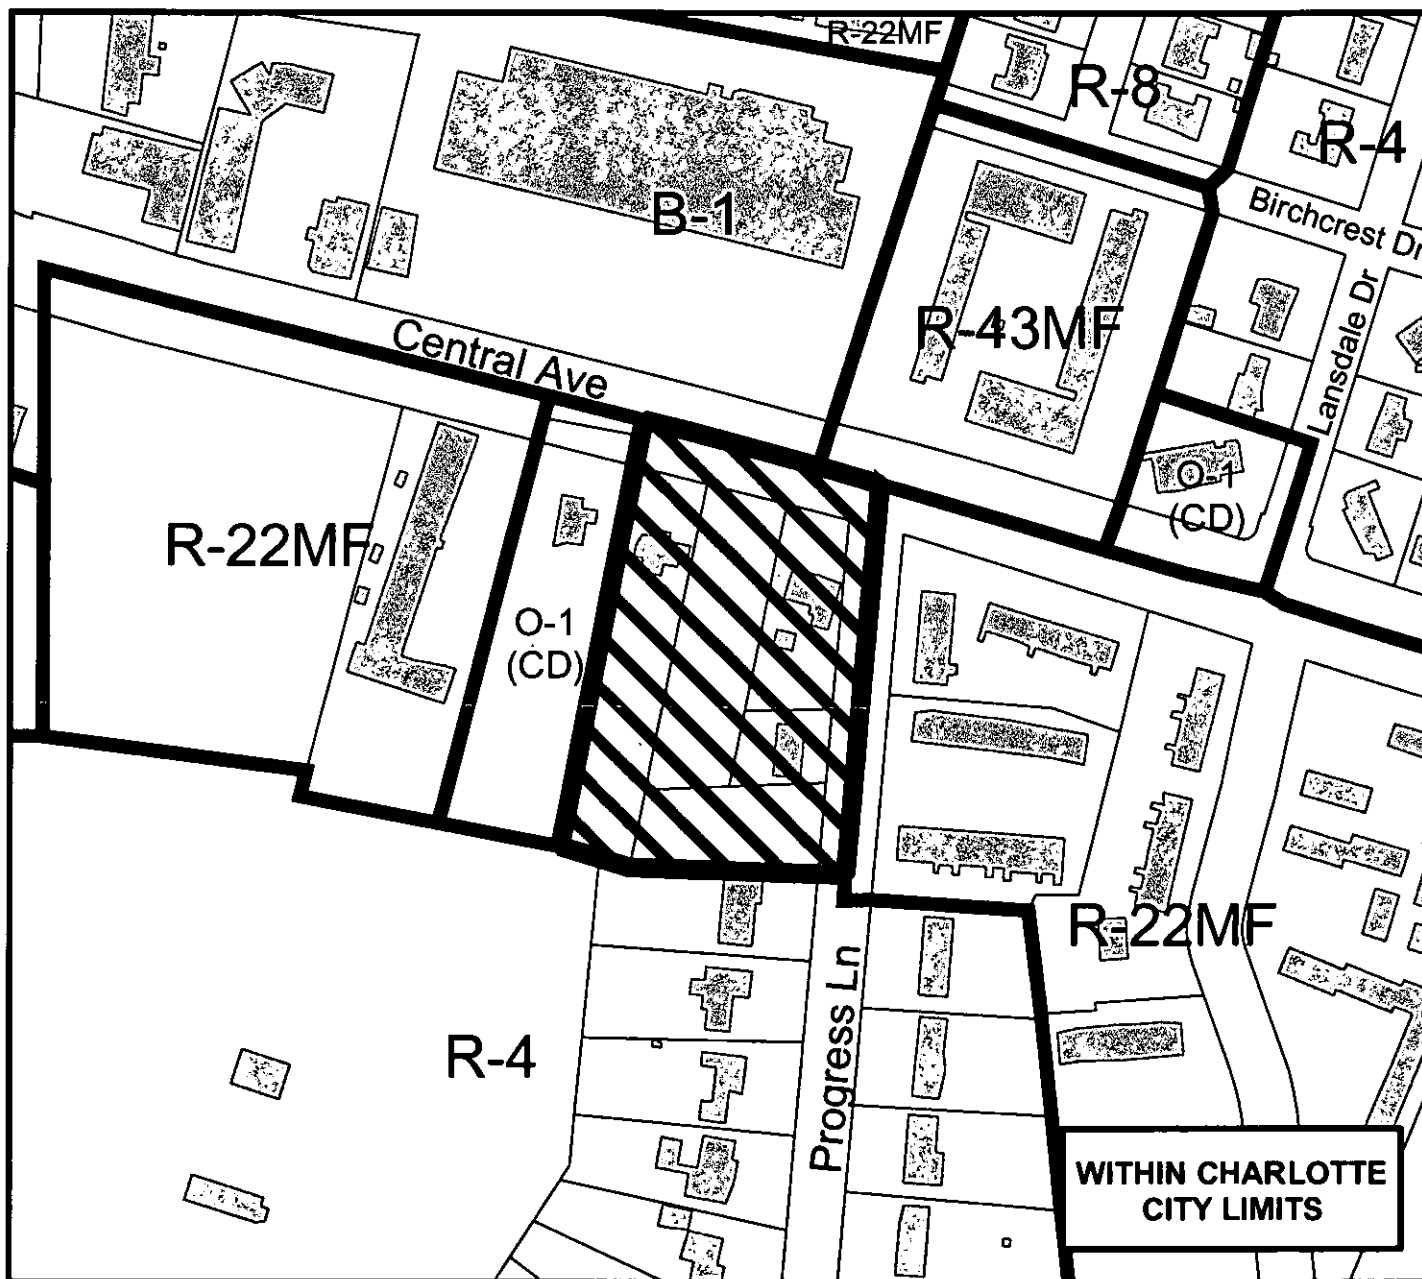 R-22MF
R-8
R-4
B-1
Birchcrest Dr
Lansdale Dr
R-43MF
Central Ave
O-1
(CD)
R-22MF
O-1
(CD)
R-22MF
R-4
Progress Ln
WITHIN CHARLOTTE
CITY LIMITS